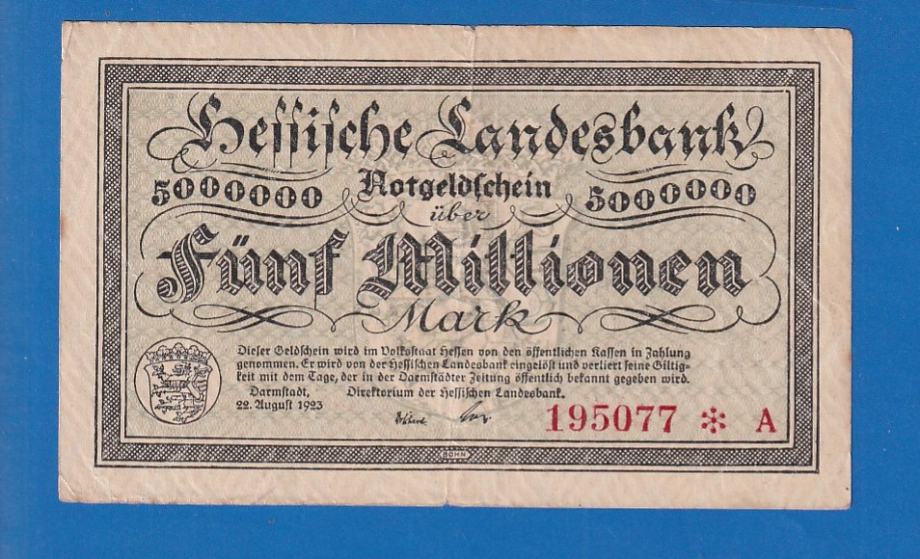 Hessische Landesbank
5000000 Notgeldschein 5000000
über
Fünf Millionen
Mark
Dieser Geldschein wird im Volksstaat Hessen von den öffentlichen Kassen in Zahlung
genommen. Er wird von der Hessischen Landesbank eingelöst und verliert seine Giltig-
keit mit dem Tage, der in der Darmstädter Zeitung öffentlich bekannt gegeben wird.
Darmstadt, Direktorium der Hessischen Landesbank.
22. August 1923
195077 * A